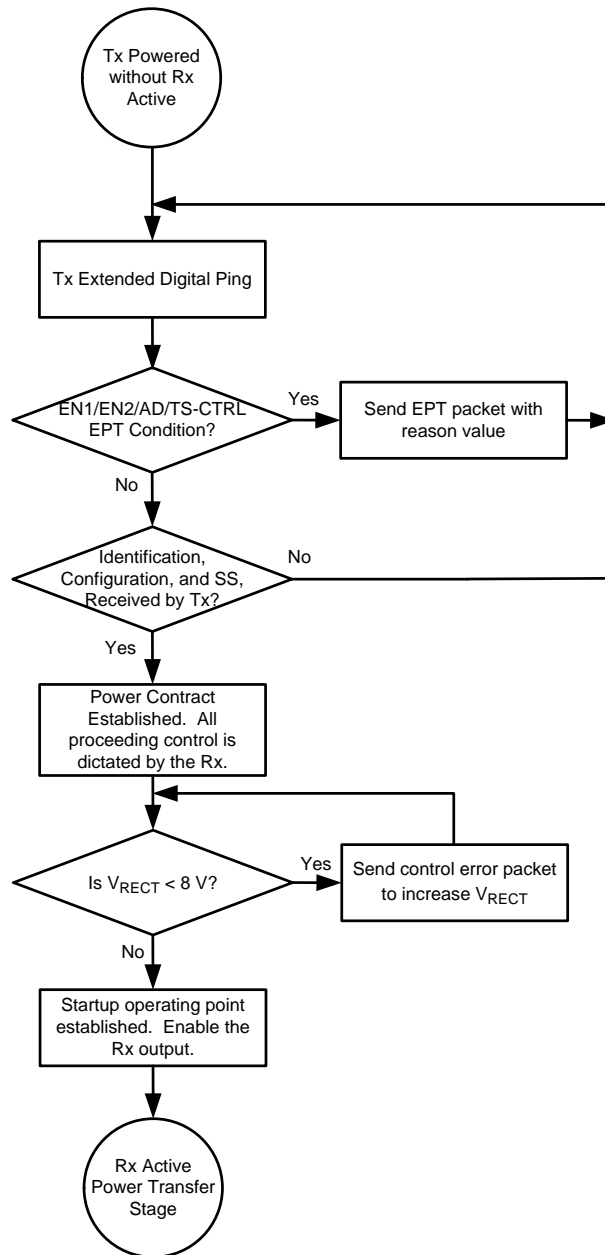 Tx Powered
without Rx
Active
Tx Extended Digital Ping
EN1/EN2/AD/TS-CTRL
EPT Condition?
Yes
Send EPT packet with
reason value
No
Identification,
Configuration, and SS,
Received by Tx?
No
Yes
Power Contract
Established. All
proceeding control is
dictated by the Rx.
Is VRECT < 8 V?
Yes
Send control error packet
to increase VRECT
No
Startup operating point
established. Enable the
Rx output.
Rx Active
Power Transfer
Stage